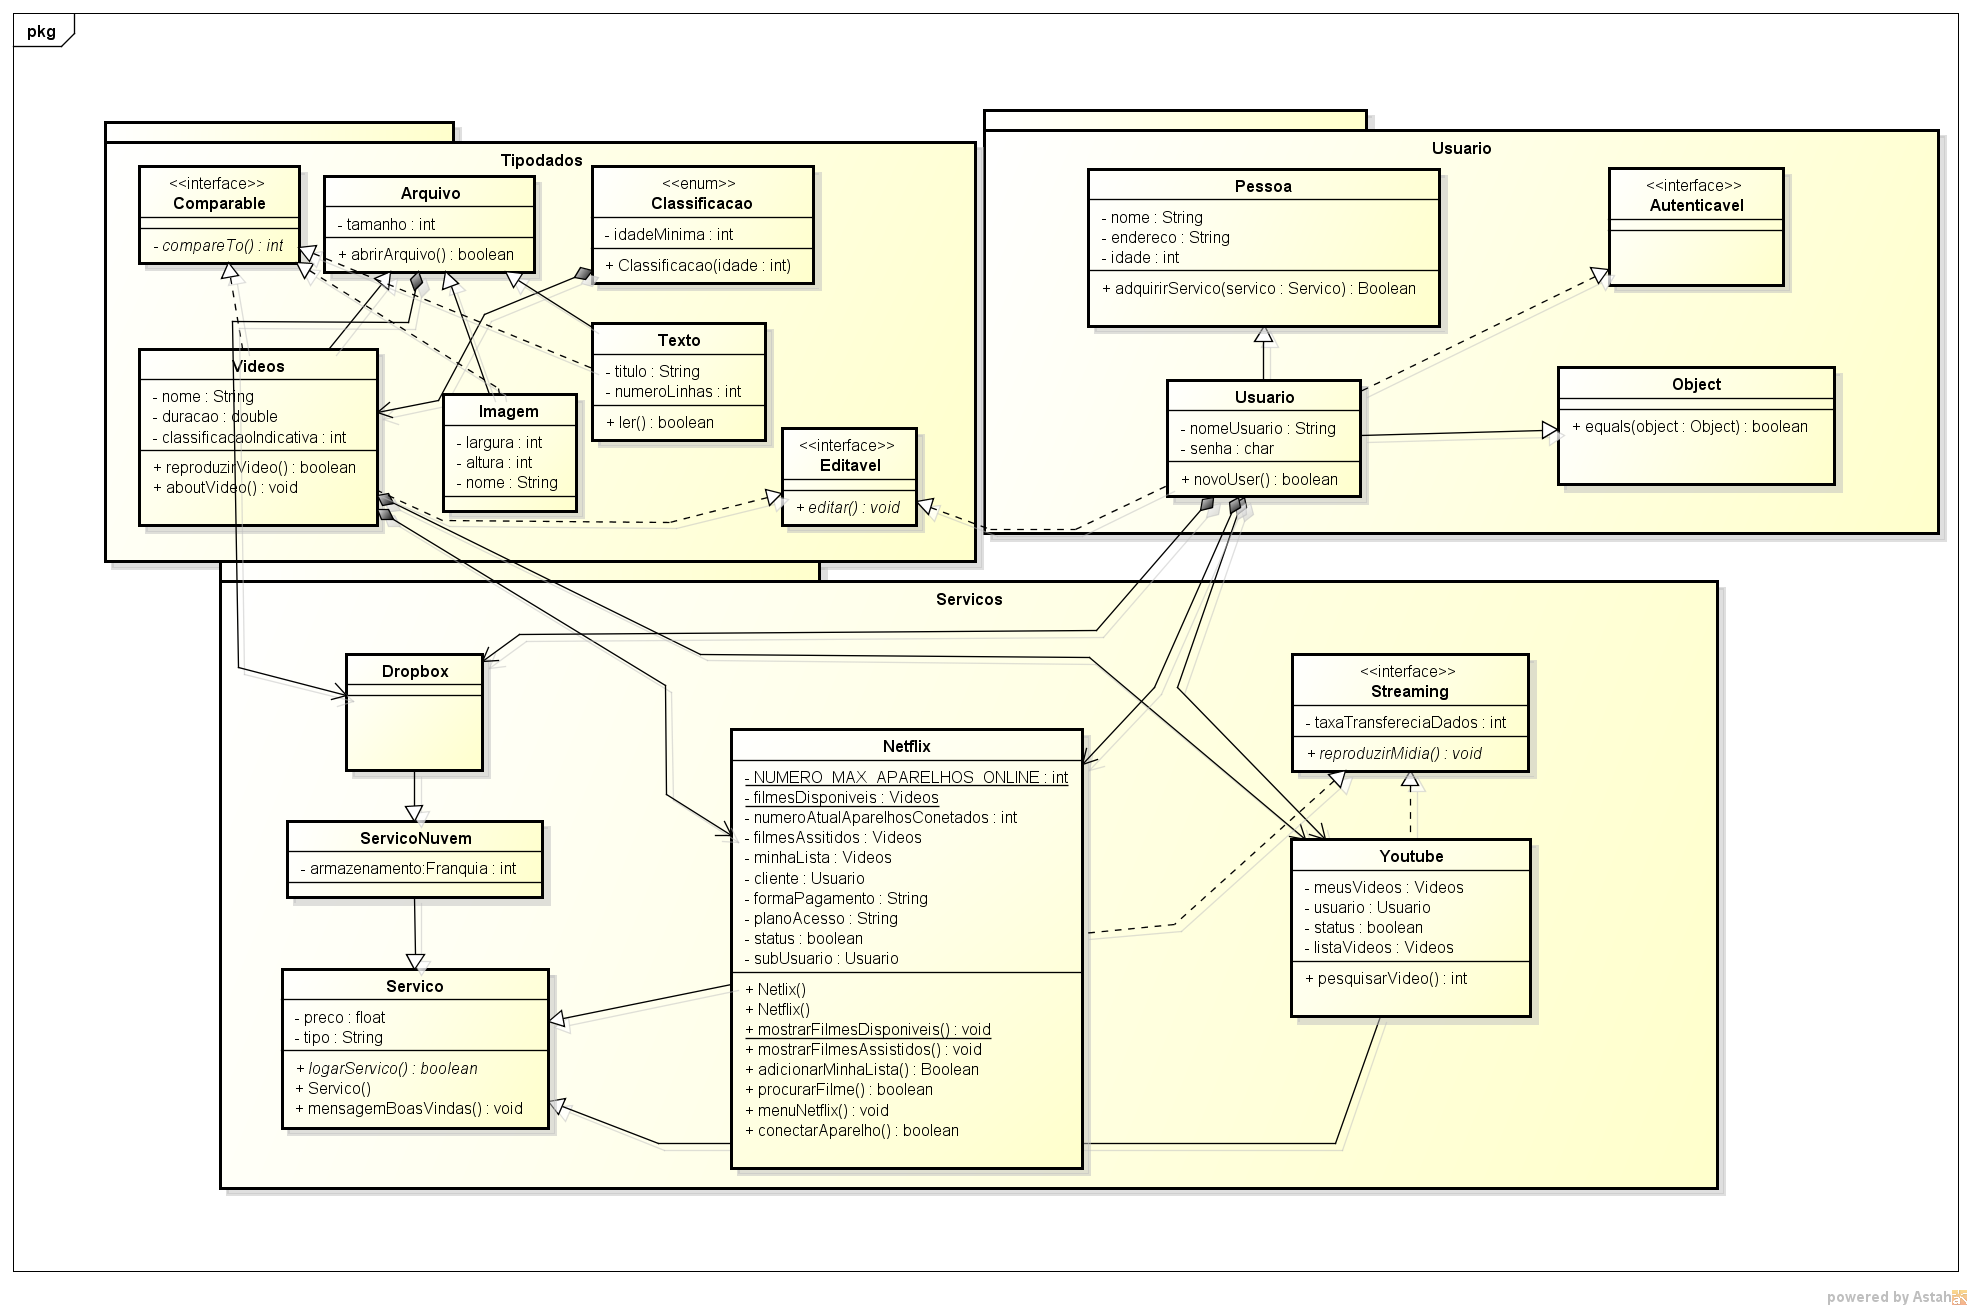 pkg
Tipodados
<<interface>>
Comparable
- compareTo() : int
Arquivo
- tamanho : int
+ abrirArquivo() : boolean
<<enum>>
Classificacao
- idadeMinima : int
+ Classificacao(idade : int)
Videos
- nome : String
- duracao : double
- classificacaoIndicativa : int
+ reproduzirVideo() : boolean
+ aboutVideo() : void
Imagem
- largura : int
- altura : int
- nome : String
Texto
- titulo : String
- numeroLinhas : int
+ ler() : boolean
<<interface>>
Editavel
+ editar() : void
Usuario
Pessoa
- nome : String
- endereco : String
- idade : int
+ adquirirServico(servico : Servico) : Boolean
<<interface>>
Autenticavel
Usuario
- nomeUsuario : String
- senha : char
+ novoUser() : boolean
Object
+ equals(object : Object) : boolean
Servicos
Dropbox
ServicoNuvem
- armazenamento:Franquia : int
Servico
- preco : float
- tipo : String
+ logarServico() : boolean
+ Servico()
+ mensagemBoasVindas() : void
Netflix
- NUMERO_MAX_APARELHOS_ONLINE : int
- filmesDisponiveis : Videos
- numeroAtualAparelhosConetados : int
- filmesAssitidos : Videos
- minhaLista : Videos
- cliente : Usuario
- formaPagamento : String
- planoAcesso : String
- status : boolean
- subUsuario : Usuario
+ Netlix()
+ Netflix()
+ mostrarFilmesDisponiveis() : void
+ mostrarFilmesAssistidos() : void
+ adicionarMinhaLista() : Boolean
+ procurarFilme() : boolean
+ menuNetflix() : void
+ conectarAparelho() : boolean
<<interface>>
Streaming
- taxaTransfereciaDados : int
+ reproduzirMidia() : void
Youtube
- meusVideos : Videos
- usuario : Usuario
- status : boolean
- listaVideos : Videos
+ pesquisarVideo() : int
powered by Astah